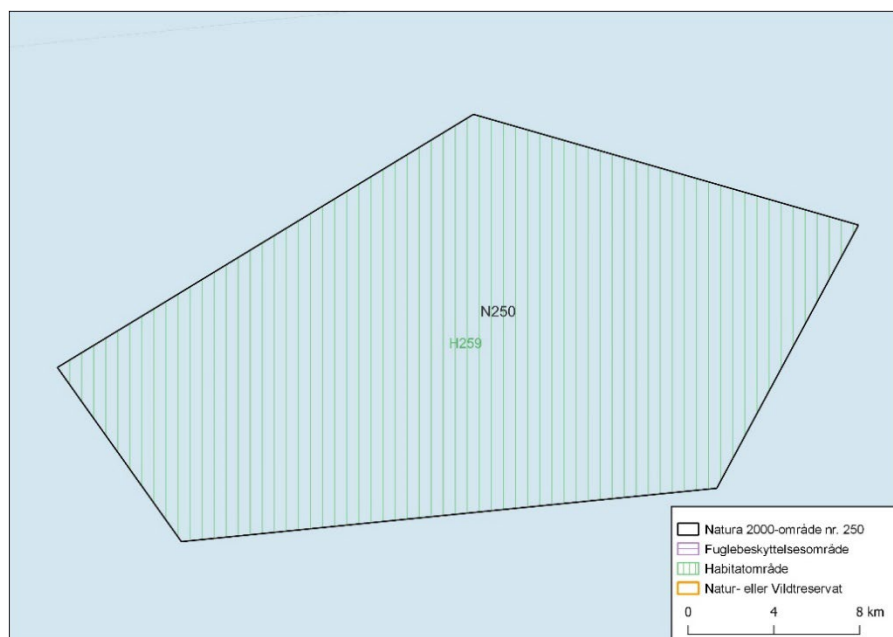 N250
H259
Natura 2000-område nr. 250
Fuglebeskyttelsesområde
Habitatområde
Natur- eller Vildtreservat
0 4 8 km